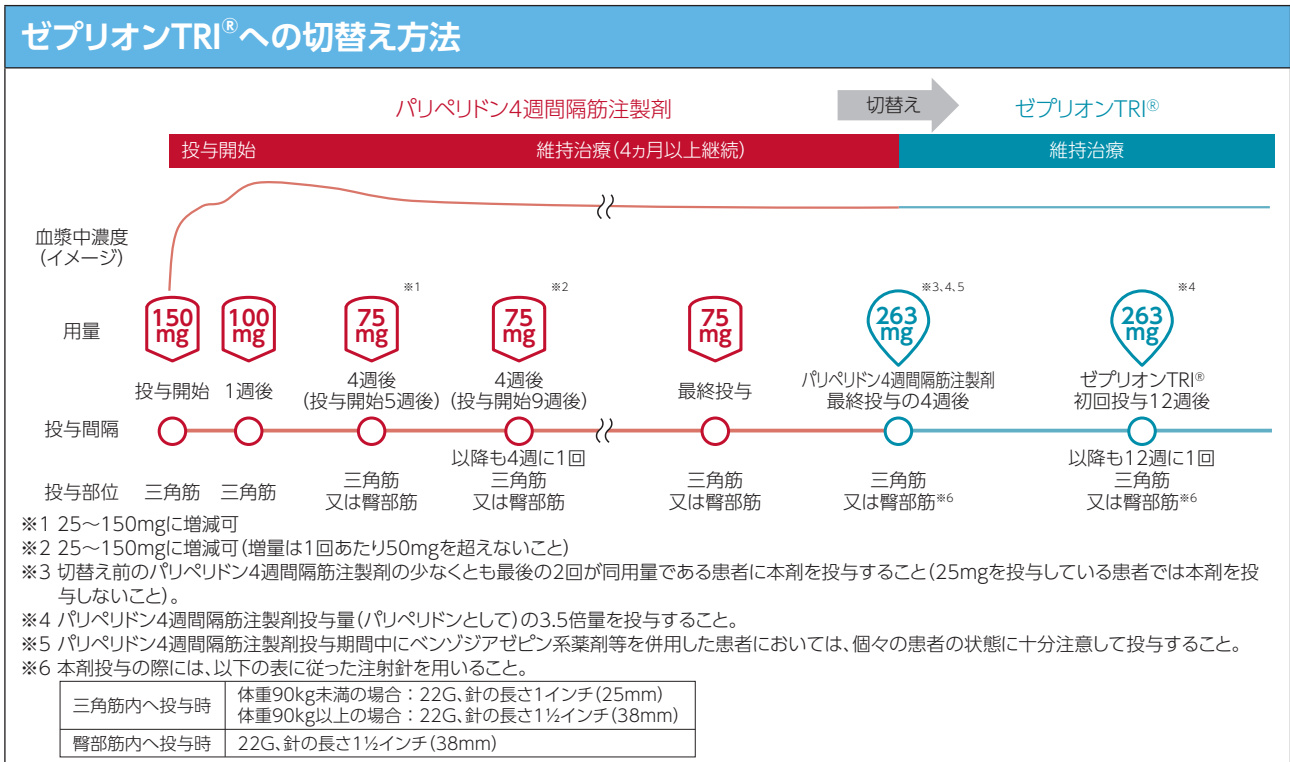 ゼプリオンTRI®への切替え方法
パリペリドン4週間隔筋注製剤
切替え
ゼプリオンTRI®
投与開始
維持治療(4ヵ月以上継続)
維持治療
血漿中濃度
(イメージ)
用量
150
mg
100
mg
75
mg
※1
75
mg
※2
75
mg
263
mg
※3、4、5
263
mg
※4
投与開始
1週後
4週後
(投与開始5週後)
4週後
(投与開始9週後)
最終投与
パリペリドン4週間隔筋注製剤
最終投与の4週後
ゼプリオンTRI®
初回投与12週後
投与間隔
以降も4週に1回
以降も12週に1回
投与部位
三角筋
三角筋
三角筋
又は臀部筋
三角筋
又は臀部筋
三角筋
又は臀部筋
三角筋
又は臀部筋※6
三角筋
又は臀部筋※6
※1 25〜150mgに増減可
※2 25〜150mgに増減可(増量は1回あたり50mgを超えないこと)
※3 切替え前のパリペリドン4週間隔筋注製剤の少なくとも最後の2回が同用量である患者に本剤を投与すること(25mgを投与している患者では本剤を投
与しないこと)。
※4 パリペリドン4週間隔筋注製剤投与量(パリペリドンとして)の3.5倍量を投与すること。
※5 パリペリドン4週間隔筋注製剤投与期間中にベンゾジアゼピン系薬剤等を併用した患者においては、個々の患者の状態に十分注意して投与すること。
※6 本剤投与の際には、以下の表に従った注射針を用いること。
三角筋内へ投与時
体重90kg未満の場合：22G、針の長さ1インチ(25mm)
体重90kg以上の場合：22G、針の長さ1½インチ(38mm)
臀部筋内へ投与時
22G、針の長さ1½インチ(38mm)